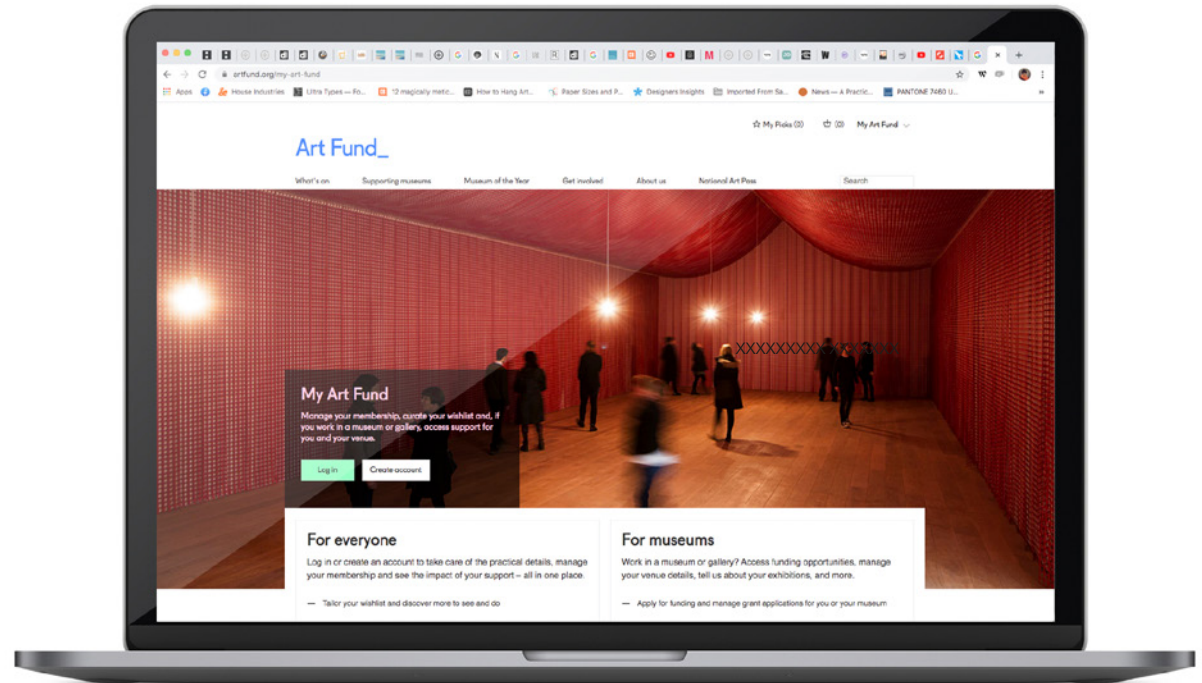 artfund.org/my-art-fund
Apps House Industries Ultra Types — Fo... 12 magically metic... How to Hang Art... Paper Sizes and P... Designers Insights Imported From Sa... News — A Practic... PANTONE 7460 U...
My Picks (0) (0) My Art Fund
Art Fund_
What's on Supporting museums Museum of the Year Get involved About us National Art Pass Search
XXXXXXXXXXXXXXXX
My Art Fund
Manage your membership, curate your wishlist and, if
you work in a museum or gallery, access support for
you and your venue.
Log in Create account
For everyone
Log in or create an account to take care of the practical details, manage
your membership and see the impact of your support – all in one place.
— Tailor your wishlist and discover more to see and do
For museums
Work in a museum or gallery? Access funding opportunities, manage
your venue details, tell us about your exhibitions, and more.
— Apply for funding and manage grant applications for you or your museum